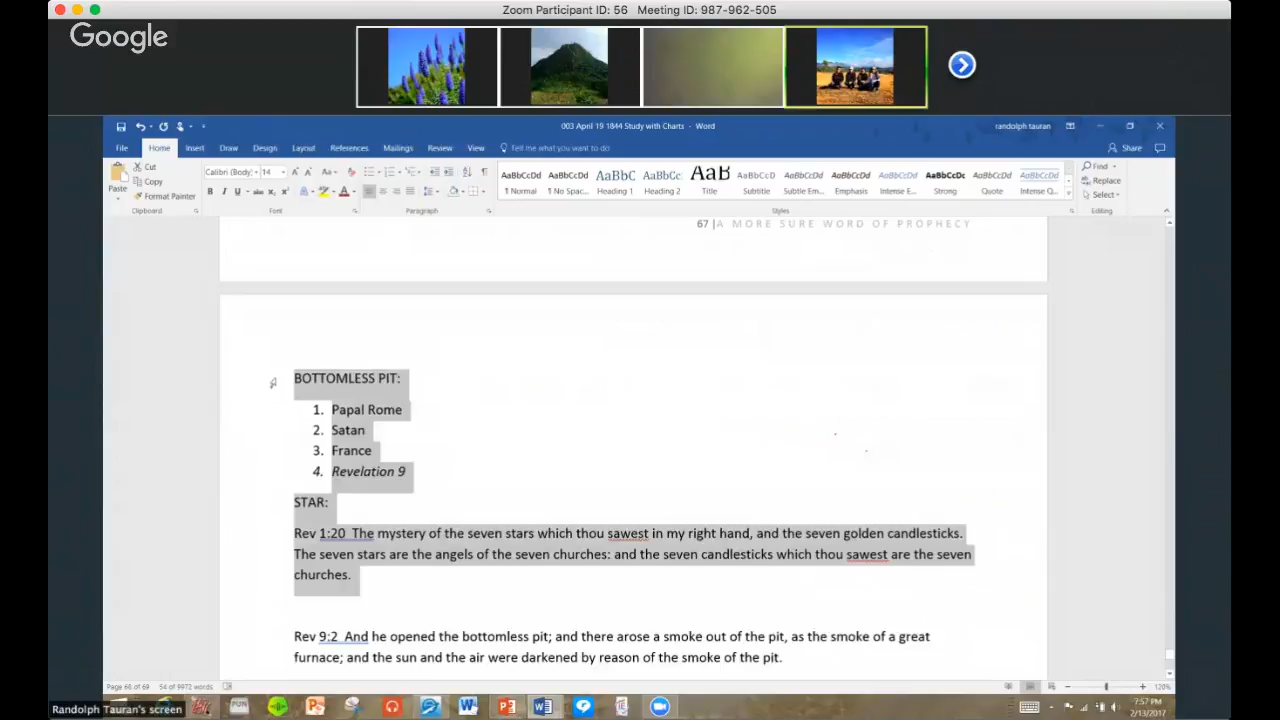 Zoom Participant ID: 56 Meeting ID: 987-962-505
Google
003 April 19 1844 Study with Charts - Word
randolph tauran
File Home Insert Draw Design Layout References Mailings Review View Tell me what you want to do Share
Paste
Cut
Copy
Format Painter
Clipboard
Calibri (Body) 14
Font
Paragraph
AaBbCcDd AaBbCcDd AaBbC AaBbCc AaB AaBbCcD AaBbCcDd AaBbCcDd AaBbCcDd AaBbCcDd AaBbCcDd AaBbCcDd
¶ Normal ¶ No Spac... Heading 1 Heading 2 Title Subtitle Subtle Em... Emphasis Intense E... Strong Quote Intense Q...
Styles
Find
Replace
Select
Editing
67 | A MORE SURE WORD OF PROPHECY
BOTTOMLESS PIT:
1. Papal Rome
2. Satan
3. France
4. Revelation 9
STAR:
Rev 1:20 The mystery of the seven stars which thou sawest in my right hand, and the seven golden candlesticks.
The seven stars are the angels of the seven churches: and the seven candlesticks which thou sawest are the seven
churches.
Rev 9:2 And he opened the bottomless pit; and there arose a smoke out of the pit, as the smoke of a great
furnace; and the sun and the air were darkened by reason of the smoke of the pit.
Page 68 of 69 54 of 9972 words
120%
Randolph Tauran's screen
7:57 PM
2/13/2017